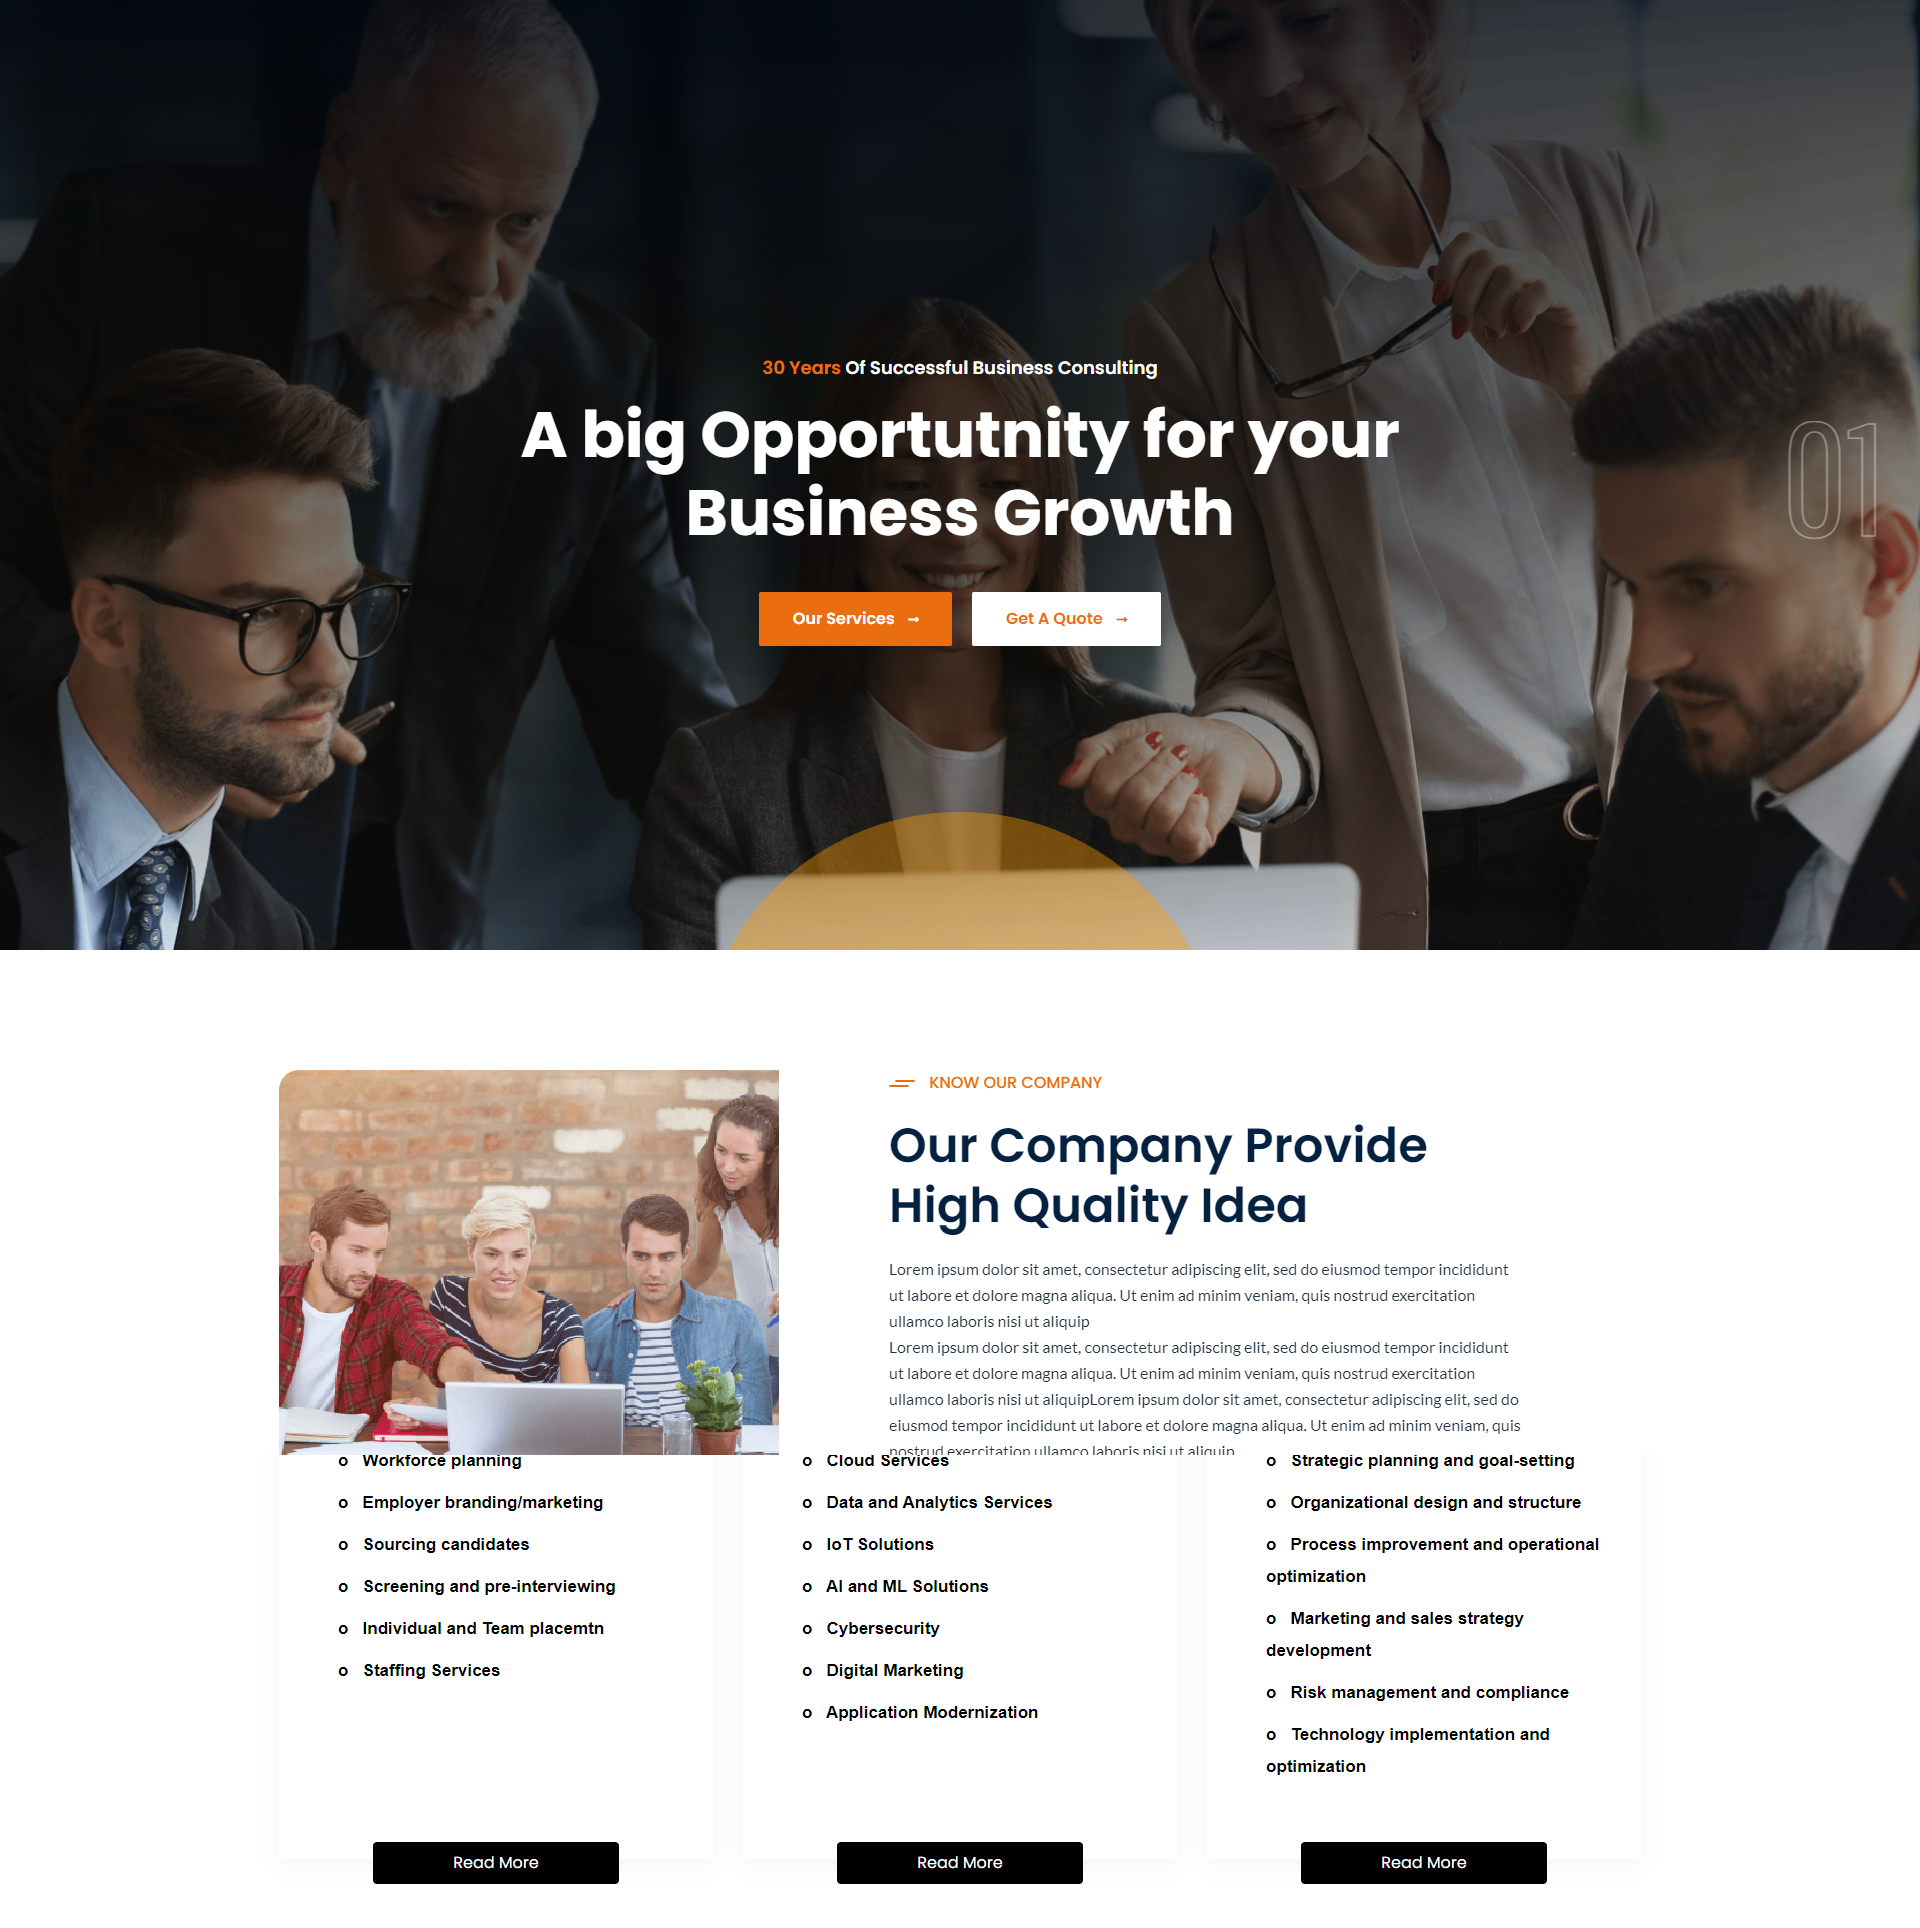 30 Years Of Successful Business Consulting
A big Opportutnity for your
Business Growth
01
Our Services →
Get A Quote →
KNOW OUR COMPANY
Our Company Provide
High Quality Idea
Lorem ipsum dolor sit amet, consectetur adipiscing elit, sed do eiusmod tempor incididunt
ut labore et dolore magna aliqua. Ut enim ad minim veniam, quis nostrud exercitation
ullamco laboris nisi ut aliquip
Lorem ipsum dolor sit amet, consectetur adipiscing elit, sed do eiusmod tempor incididunt
ut labore et dolore magna aliqua. Ut enim ad minim veniam, quis nostrud exercitation
ullamco laboris nisi ut aliquipLorem ipsum dolor sit amet, consectetur adipiscing elit, sed do
eiusmod tempor incididunt ut labore et dolore magna aliqua. Ut enim ad minim veniam, quis
nostrud exercitation ullamco laboris nisi ut aliquip
o Workforce planning
o Employer branding/marketing
o Sourcing candidates
o Screening and pre-interviewing
o Individual and Team placemtn
o Staffing Services
Read More
o Cloud Services
o Data and Analytics Services
o IoT Solutions
o AI and ML Solutions
o Cybersecurity
o Digital Marketing
o Application Modernization
Read More
o Strategic planning and goal-setting
o Organizational design and structure
o Process improvement and operational
optimization
o Marketing and sales strategy
development
o Risk management and compliance
o Technology implementation and
optimization
Read More